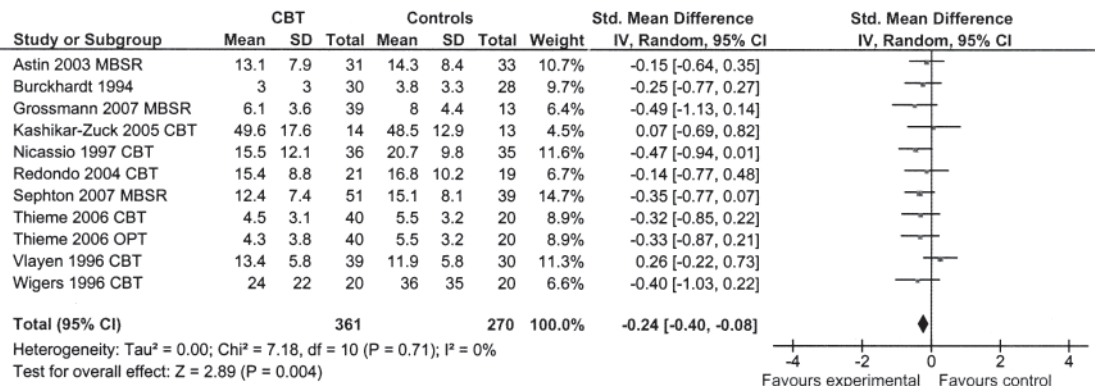 CBT Controls Std. Mean Difference Std. Mean Difference
Study or Subgroup Mean SD Total Mean SD Total Weight IV, Random, 95% CI IV, Random, 95% CI
Astin 2003 MBSR 13.1 7.9 31 14.3 8.4 33 10.7% -0.15 [-0.64, 0.35]
Burckhardt 1994 3 3 30 3.8 3.3 28 9.7% -0.25 [-0.77, 0.27]
Grossmann 2007 MBSR 6.1 3.6 39 8 4.4 13 6.4% -0.49 [-1.13, 0.14]
Kashikar-Zuck 2005 CBT 49.6 17.6 14 48.5 12.9 13 4.5% 0.07 [-0.69, 0.82]
Nicassio 1997 CBT 15.5 12.1 36 20.7 9.8 35 11.6% -0.47 [-0.94, 0.01]
Redondo 2004 CBT 15.4 8.8 21 16.8 10.2 19 6.7% -0.14 [-0.77, 0.48]
Sephton 2007 MBSR 12.4 7.4 51 15.1 8.1 39 14.7% -0.35 [-0.77, 0.07]
Thieme 2006 CBT 4.5 3.1 40 5.5 3.2 20 8.9% -0.32 [-0.85, 0.22]
Thieme 2006 OPT 4.3 3.8 40 5.5 3.2 20 8.9% -0.33 [-0.87, 0.21]
Vlayen 1996 CBT 13.4 5.8 39 11.9 5.8 30 11.3% 0.26 [-0.22, 0.73]
Wigers 1996 CBT 24 22 20 36 35 20 6.6% -0.40 [-1.03, 0.22]
Total (95% CI) 361 270 100.0% -0.24 [-0.40, -0.08]
Heterogeneity: Tau² = 0.00; Chi² = 7.18, df = 10 (P = 0.71); I² = 0%
Test for overall effect: Z = 2.89 (P = 0.004)
-4 -2 0 2 4
Favours experimental Favours control